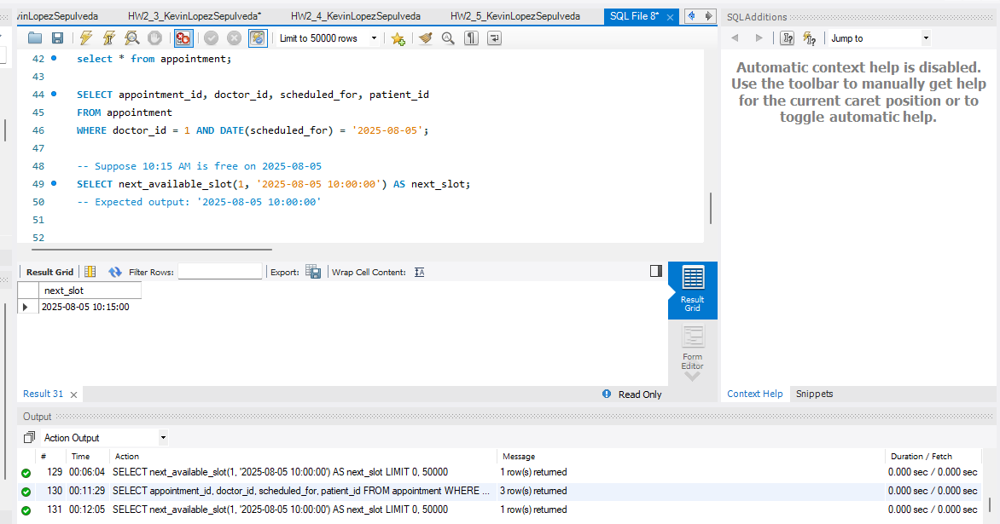 vinLopezSepulveda HW2_3_KevinLopezSepulveda* HW2_4_KevinLopezSepulveda HW2_5_KevinLopezSepulveda SQL File 8*
SQLAdditions
Limit to 50000 rows
Jump to
42 select * from appointment;
43
44 SELECT appointment_id, doctor_id, scheduled_for, patient_id
45 FROM appointment
46 WHERE doctor_id = 1 AND DATE(scheduled_for) = '2025-08-05';
47
48 -- Suppose 10:15 AM is free on 2025-08-05
49 SELECT next_available_slot(1, '2025-08-05 10:00:00') AS next_slot;
50 -- Expected output: '2025-08-05 10:00:00'
51
52
Automatic context help is disabled.
Use the toolbar to manually get help
for the current caret position or to
toggle automatic help.
Result Grid Filter Rows: Export: Wrap Cell Content:
next_slot
2025-08-05 10:15:00
Result
Grid
Form
Editor
Result 31 Read Only
Context Help Snippets
Output
Action Output
# Time Action Message Duration / Fetch
129 00:06:04 SELECT next_available_slot(1, '2025-08-05 10:00:00') AS next_slot LIMIT 0, 50000 1 row(s) returned 0.000 sec / 0.000 sec
130 00:11:29 SELECT appointment_id, doctor_id, scheduled_for, patient_id FROM appointment WHERE ... 3 row(s) returned 0.000 sec / 0.000 sec
131 00:12:05 SELECT next_available_slot(1, '2025-08-05 10:00:00') AS next_slot LIMIT 0, 50000 1 row(s) returned 0.000 sec / 0.000 sec